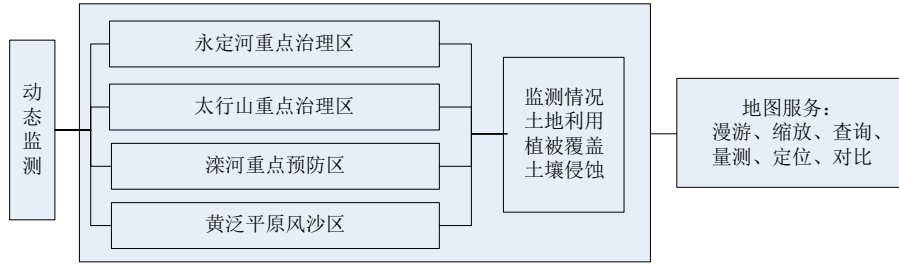 动态监测
永定河重点治理区
太行山重点治理区
滦河重点预防区
黄泛平原风沙区
监测情况
土地利用
植被覆盖
土壤侵蚀
地图服务：
漫游、缩放、查询、
量测、定位、对比